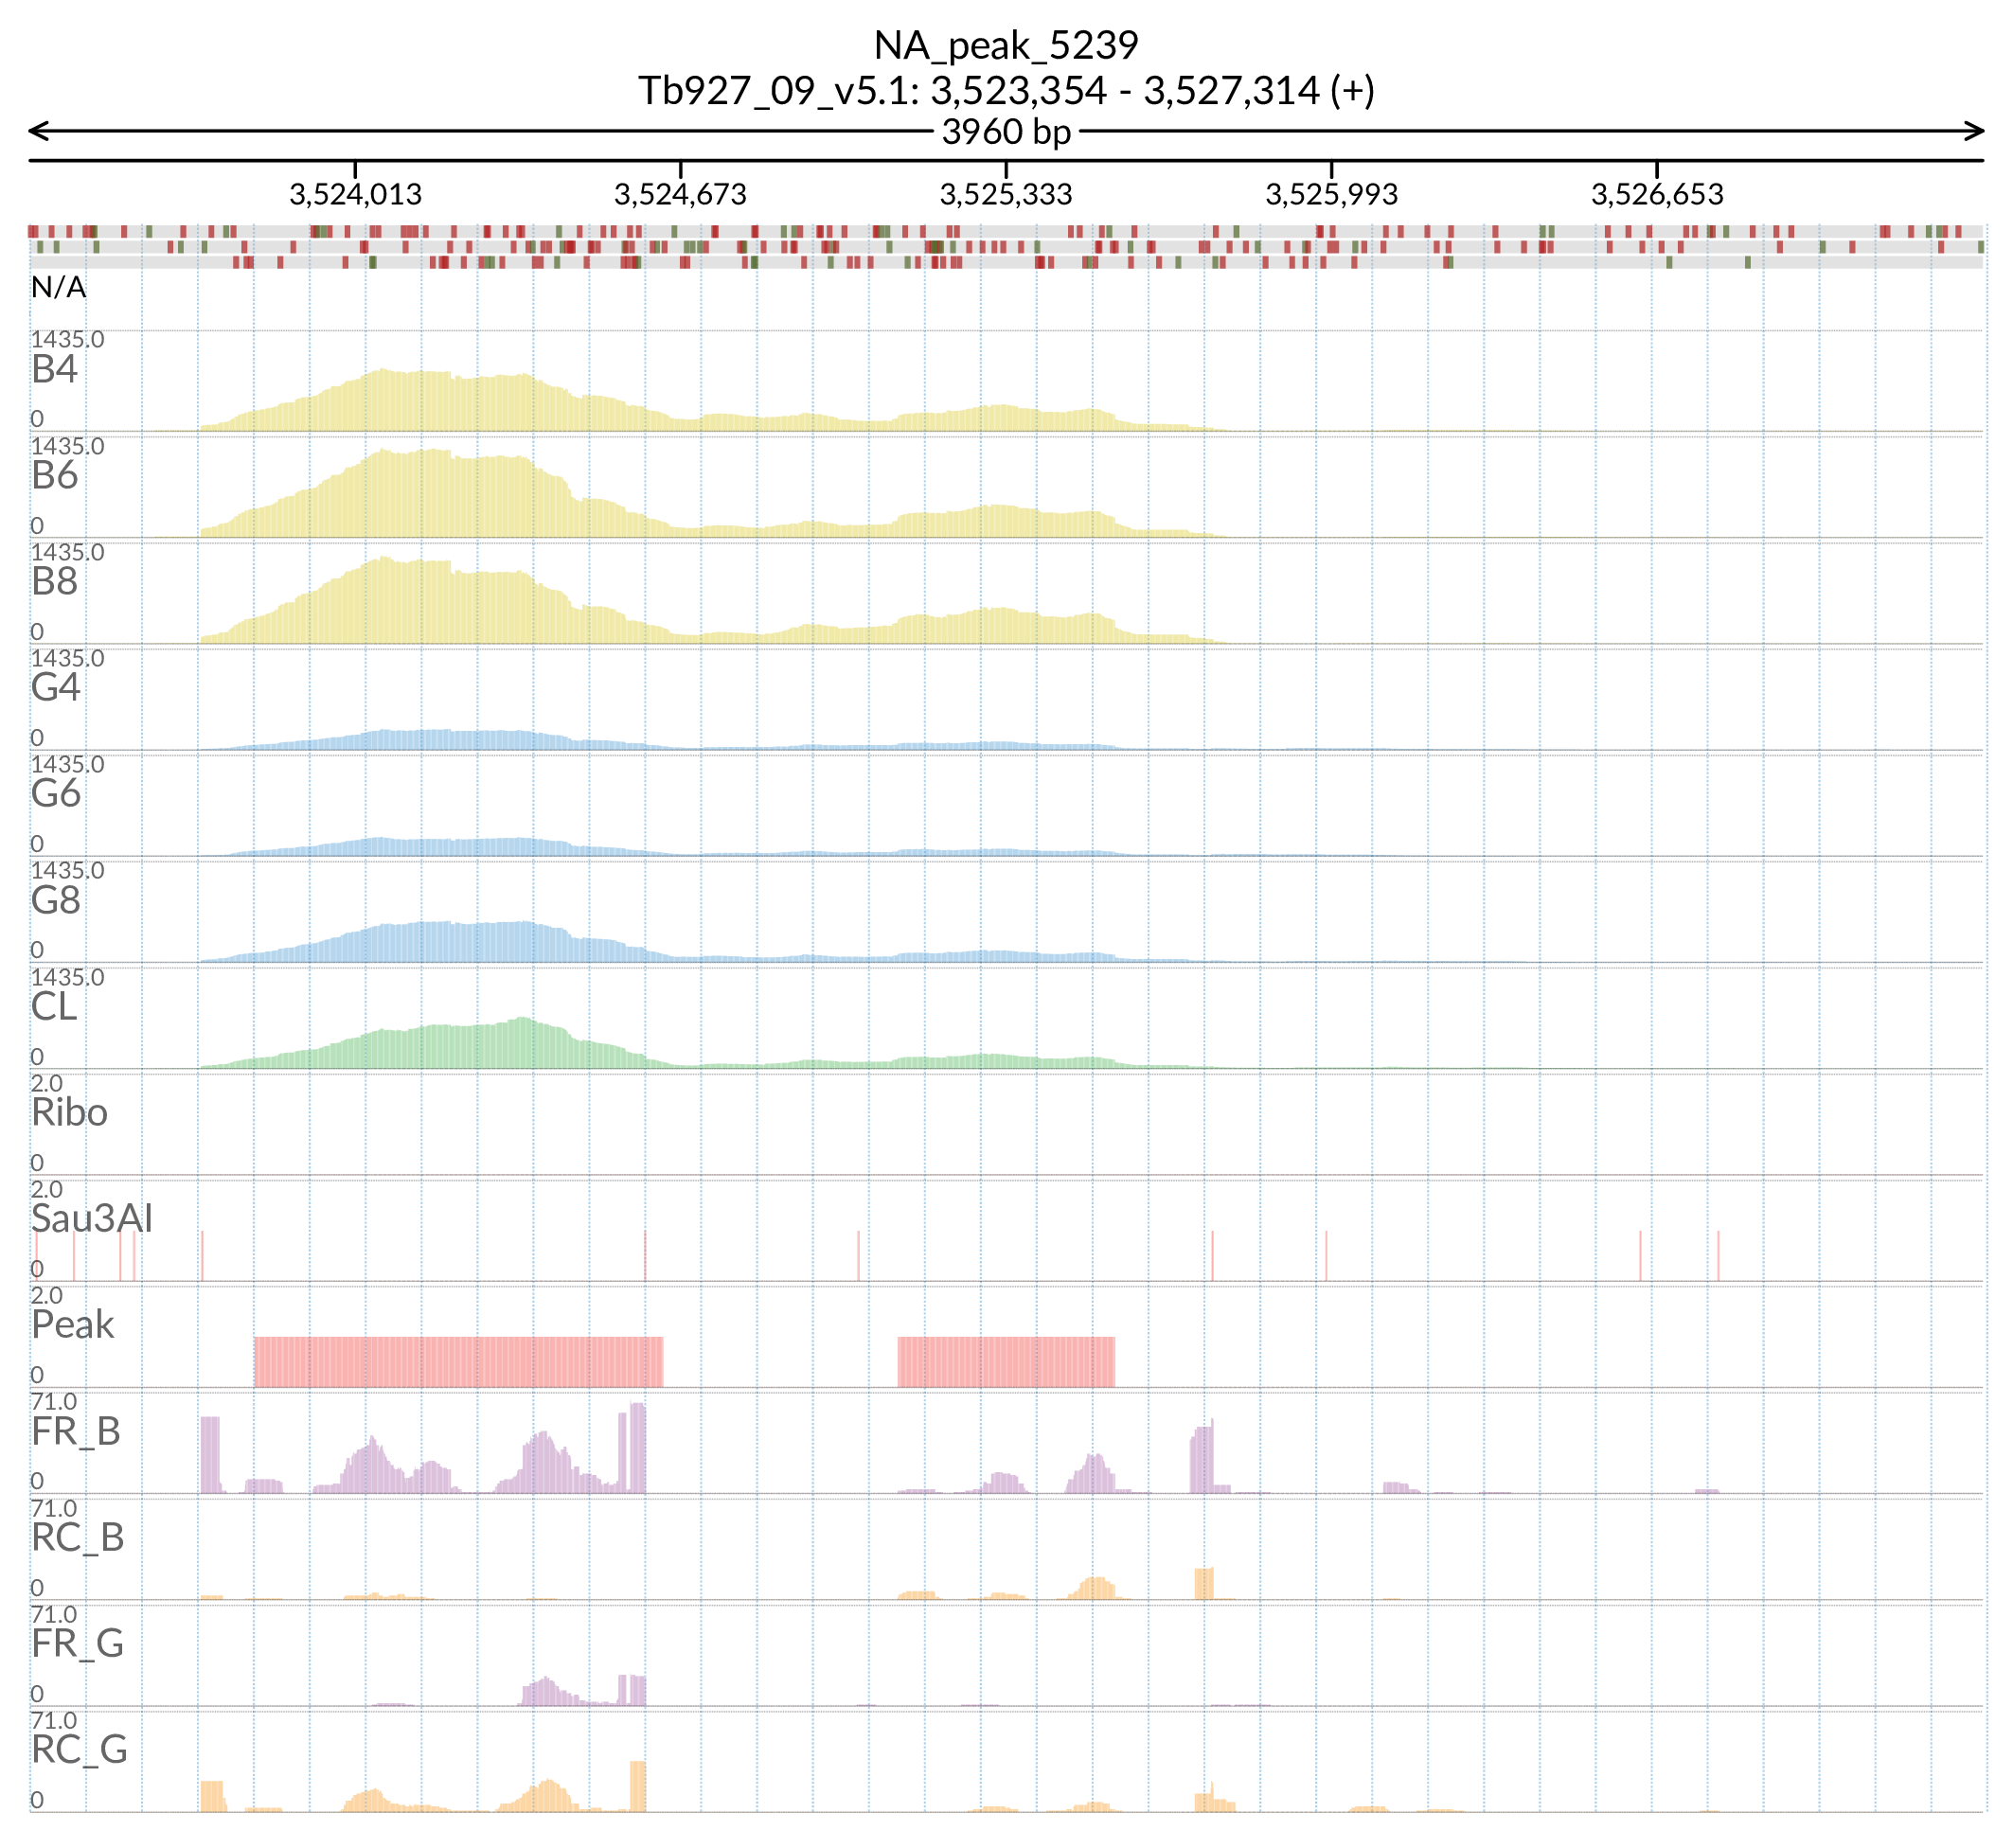 NA_peak_5239
Tb927_09_v5.1: 3,523,354 - 3,527,314 (+)
3960 bp
3,524,013 3,524,673 3,525,333 3,525,993 3,526,653
N/A
1435.0
B4
0
1435.0
B6
0
1435.0
B8
0
1435.0
G4
0
1435.0
G6
0
1435.0
G8
0
1435.0
CL
0
2.0
Ribo
0
2.0
Sau3AI
0
2.0
Peak
0
71.0
FR_B
0
71.0
RC_B
0
71.0
FR_G
0
71.0
RC_G
0